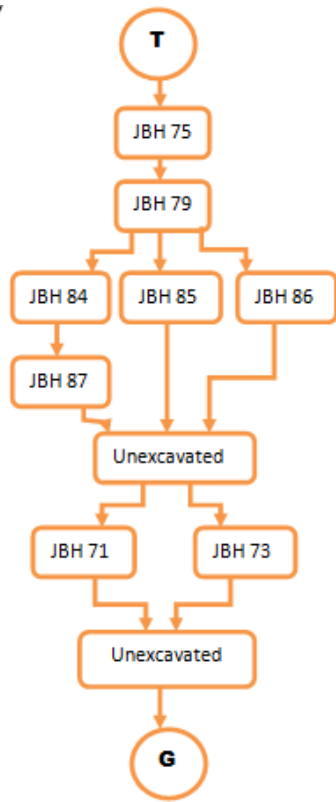 T
JBH 75
JBH 79
JBH 84
JBH 85
JBH 86
JBH 87
Unexcavated
JBH 71
JBH 73
Unexcavated
G